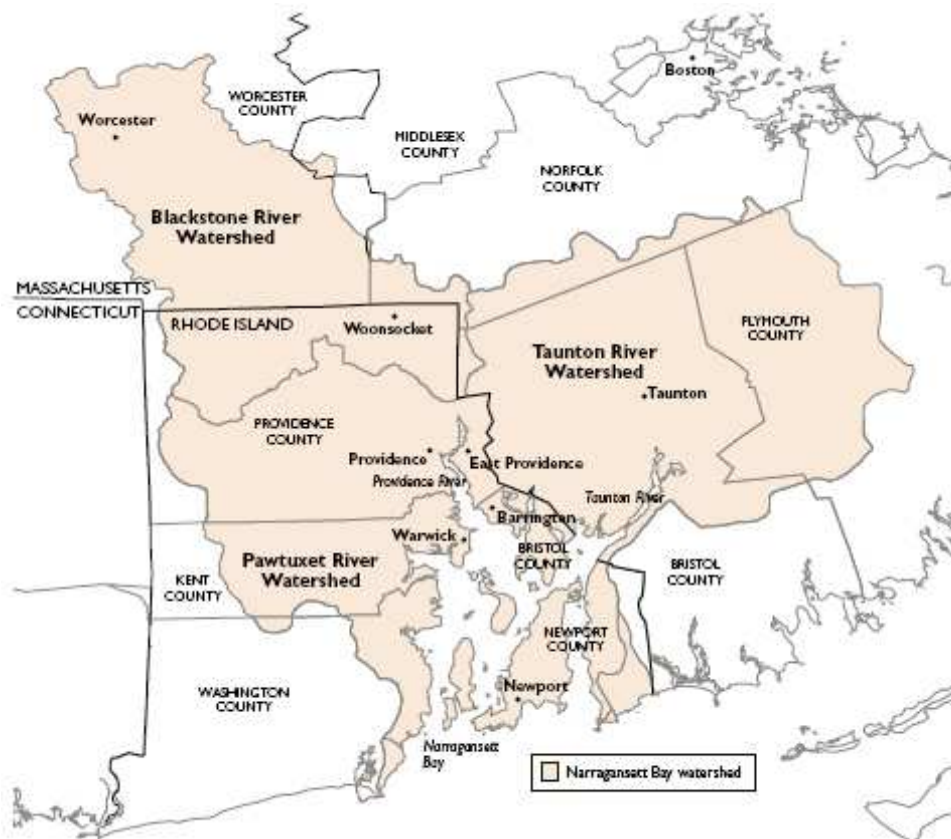 Boston
WORCESTER
COUNTY
Worcester
MIDDLESEX
COUNTY
NORFOLK
COUNTY
Blackstone River
Watershed
MASSACHUSETTS
CONNECTICUT
RHODE ISLAND
Woonsocket
PLYMOUTH
COUNTY
Taunton River
Watershed
Taunton
PROVIDENCE
COUNTY
Providence
East Providence
Providence River
Taunton River
Barrington
Warwick
BRISTOL
COUNTY
Pawtuxet River
Watershed
KENT
COUNTY
BRISTOL
COUNTY
NEWPORT
COUNTY
WASHINGTON
COUNTY
Newport
Narragansett
Bay
Narragansett Bay watershed